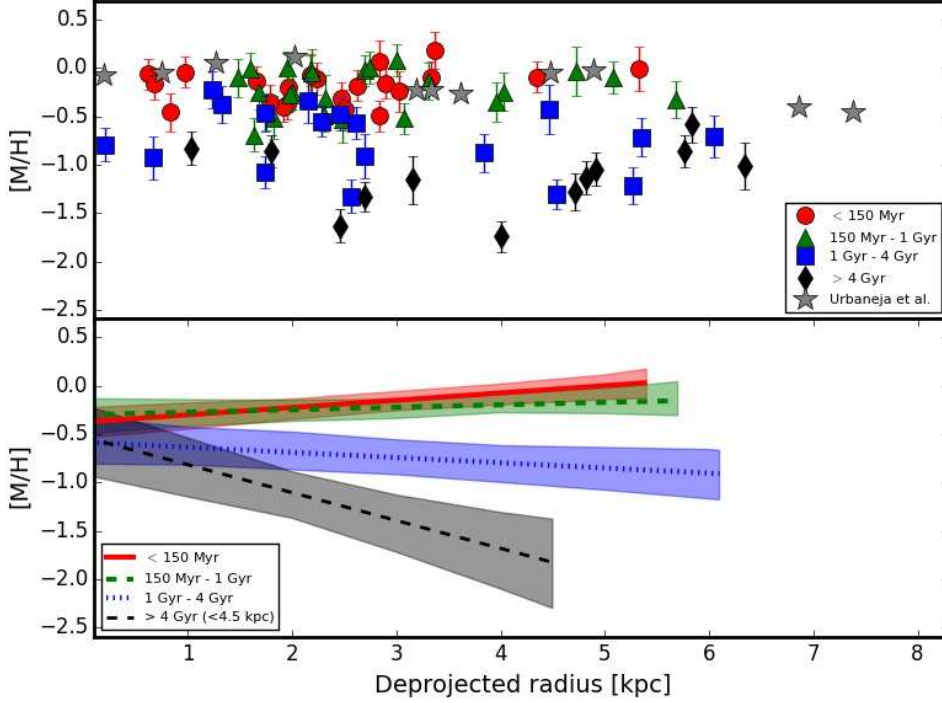 0.5
0.0
−0.5
−1.0
−1.5
−2.0
−2.5
[M/H]
< 150 Myr
150 Myr - 1 Gyr
1 Gyr - 4 Gyr
> 4 Gyr
Urbaneja et al.
0.5
0.0
−0.5
−1.0
−1.5
−2.0
−2.5
[M/H]
< 150 Myr
150 Myr - 1 Gyr
1 Gyr - 4 Gyr
> 4 Gyr (<4.5 kpc)
1 2 3 4 5 6 7 8
Deprojected radius [kpc]